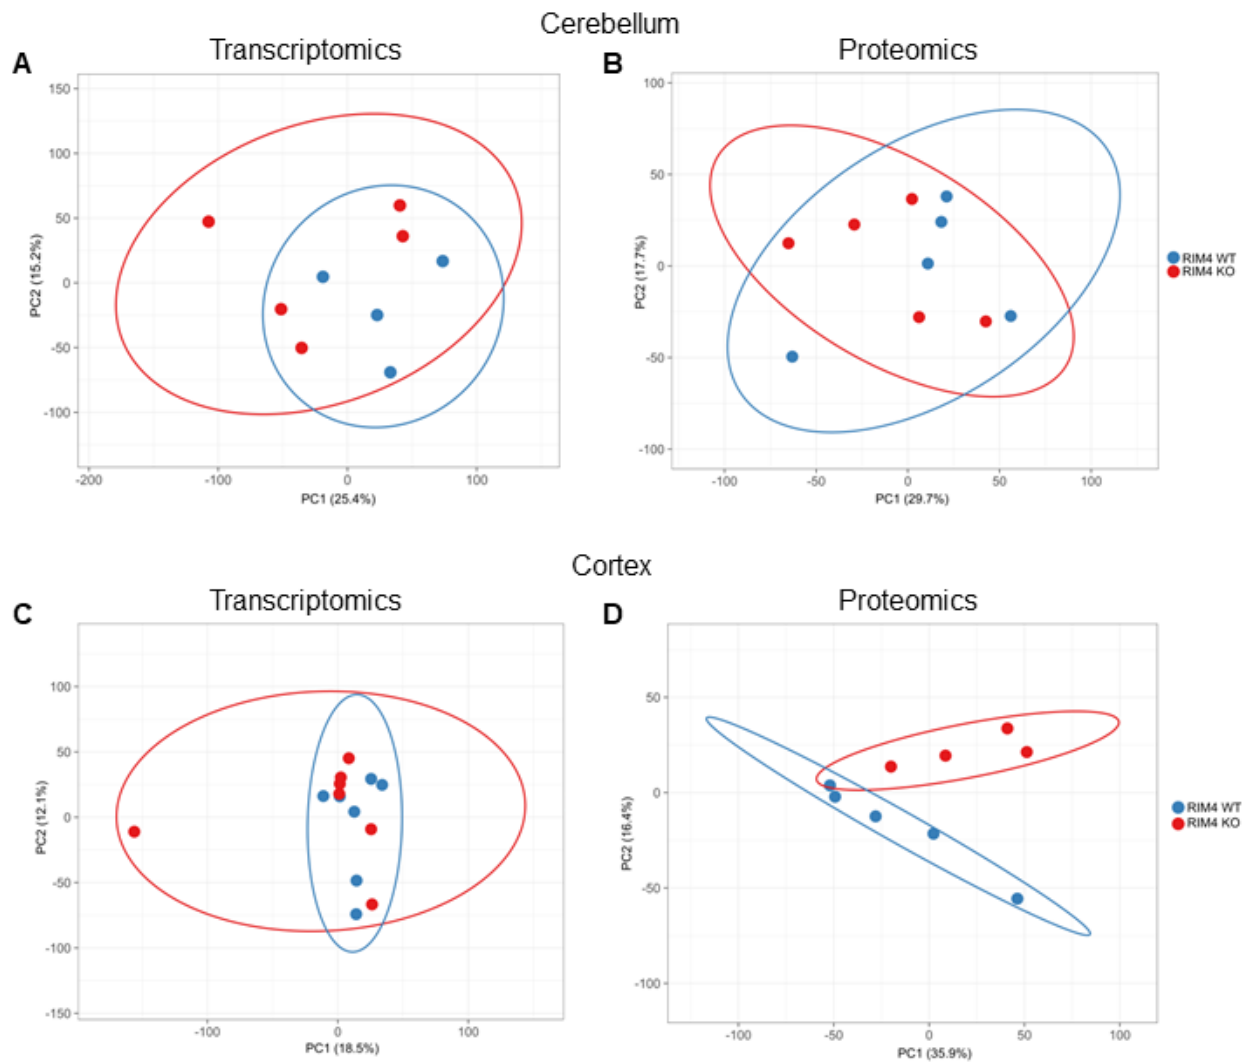 Cerebellum
A
Transcriptomics
150
100
50
0
-50
-100
-200
-100
0
100
PC2 (15.2%)
PC1 (25.4%)
B
Proteomics
100
50
0
-50
-100
-100
-50
0
50
100
PC2 (17.7%)
PC1 (29.7%)
RIM4 WT
RIM4 KO
Cortex
C
Transcriptomics
100
50
0
-50
-100
-150
-100
0
100
PC2 (12.1%)
PC1 (18.5%)
D
Proteomics
50
0
-50
-100
-100
-50
0
50
100
PC2 (16.4%)
PC1 (35.9%)
RIM4 WT
RIM4 KO